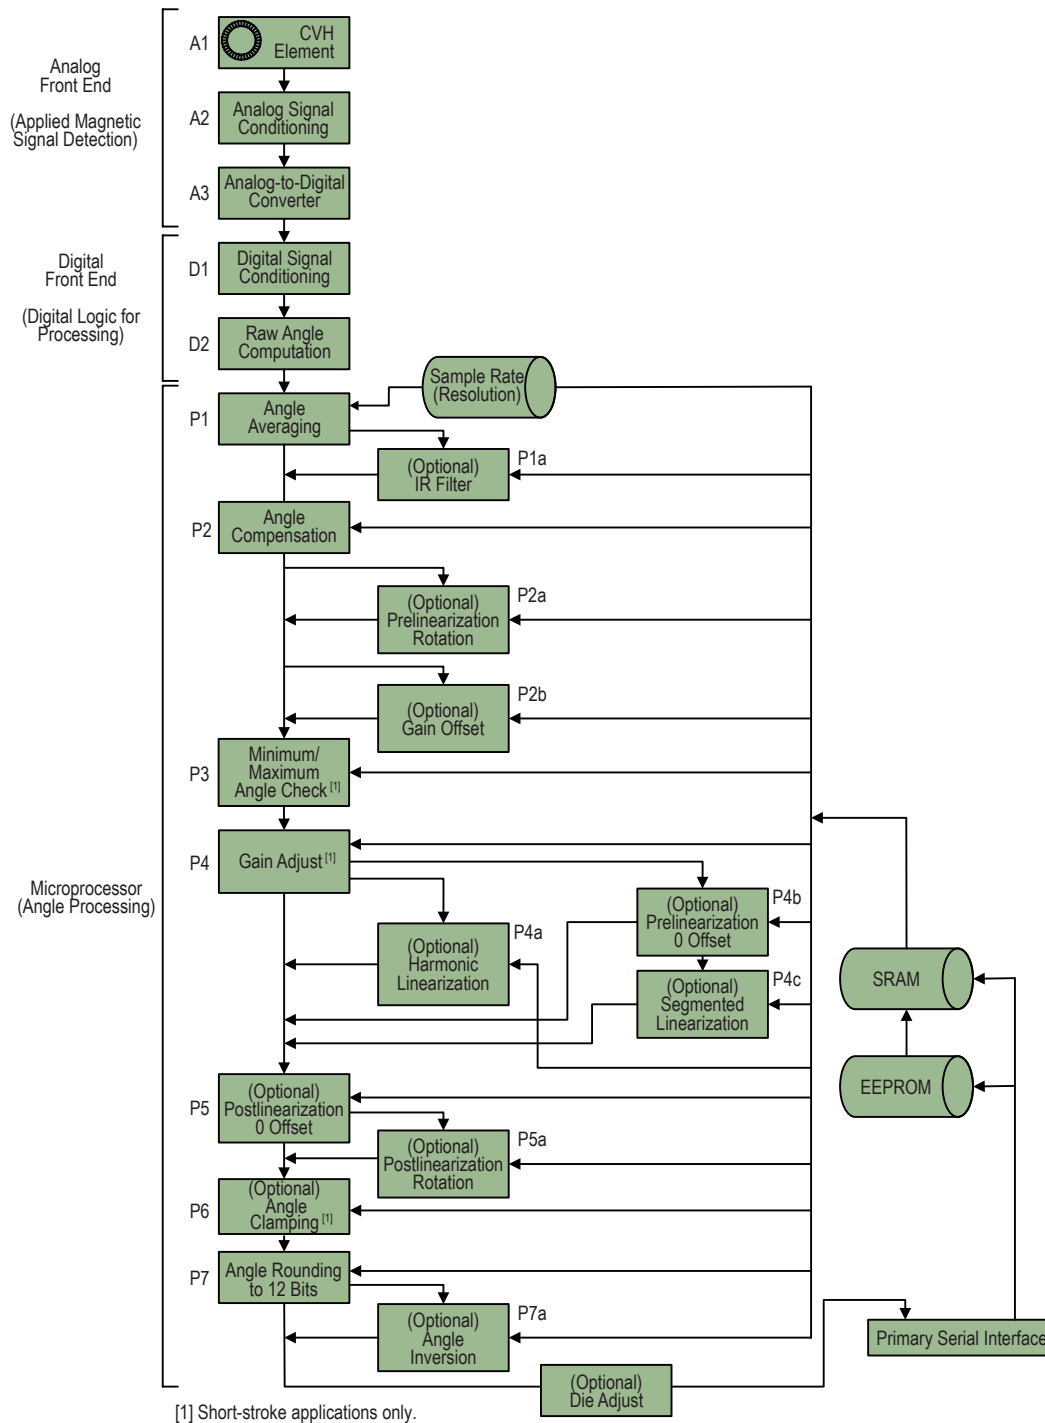 Analog
Front End
(Applied Magnetic
Signal Detection)
A1
CVH
Element
A2
Analog Signal
Conditioning
A3
Analog-to-Digital
Converter
Digital
Front End
(Digital Logic for
Processing)
D1
Digital Signal
Conditioning
D2
Raw Angle
Computation
Sample Rate
(Resolution)
P1
Angle
Averaging
P1a
(Optional)
IR Filter
P2
Angle
Compensation
P2a
(Optional)
Prelinearization
Rotation
P2b
(Optional)
Gain Offset
P3
Minimum/
Maximum
Angle Check [1]
Microprocessor
(Angle Processing)
P4
Gain Adjust [1]
P4a
(Optional)
Harmonic
Linearization
P4b
(Optional)
Prelinearization
0 Offset
P4c
(Optional)
Segmented
Linearization
SRAM
EEPROM
P5
(Optional)
Postlinearization
0 Offset
P5a
(Optional)
Postlinearization
Rotation
P6
(Optional)
Angle
Clamping [1]
P7
Angle Rounding
to 12 Bits
P7a
(Optional)
Angle
Inversion
Primary Serial Interface
(Optional)
Die Adjust
[1] Short-stroke applications only.